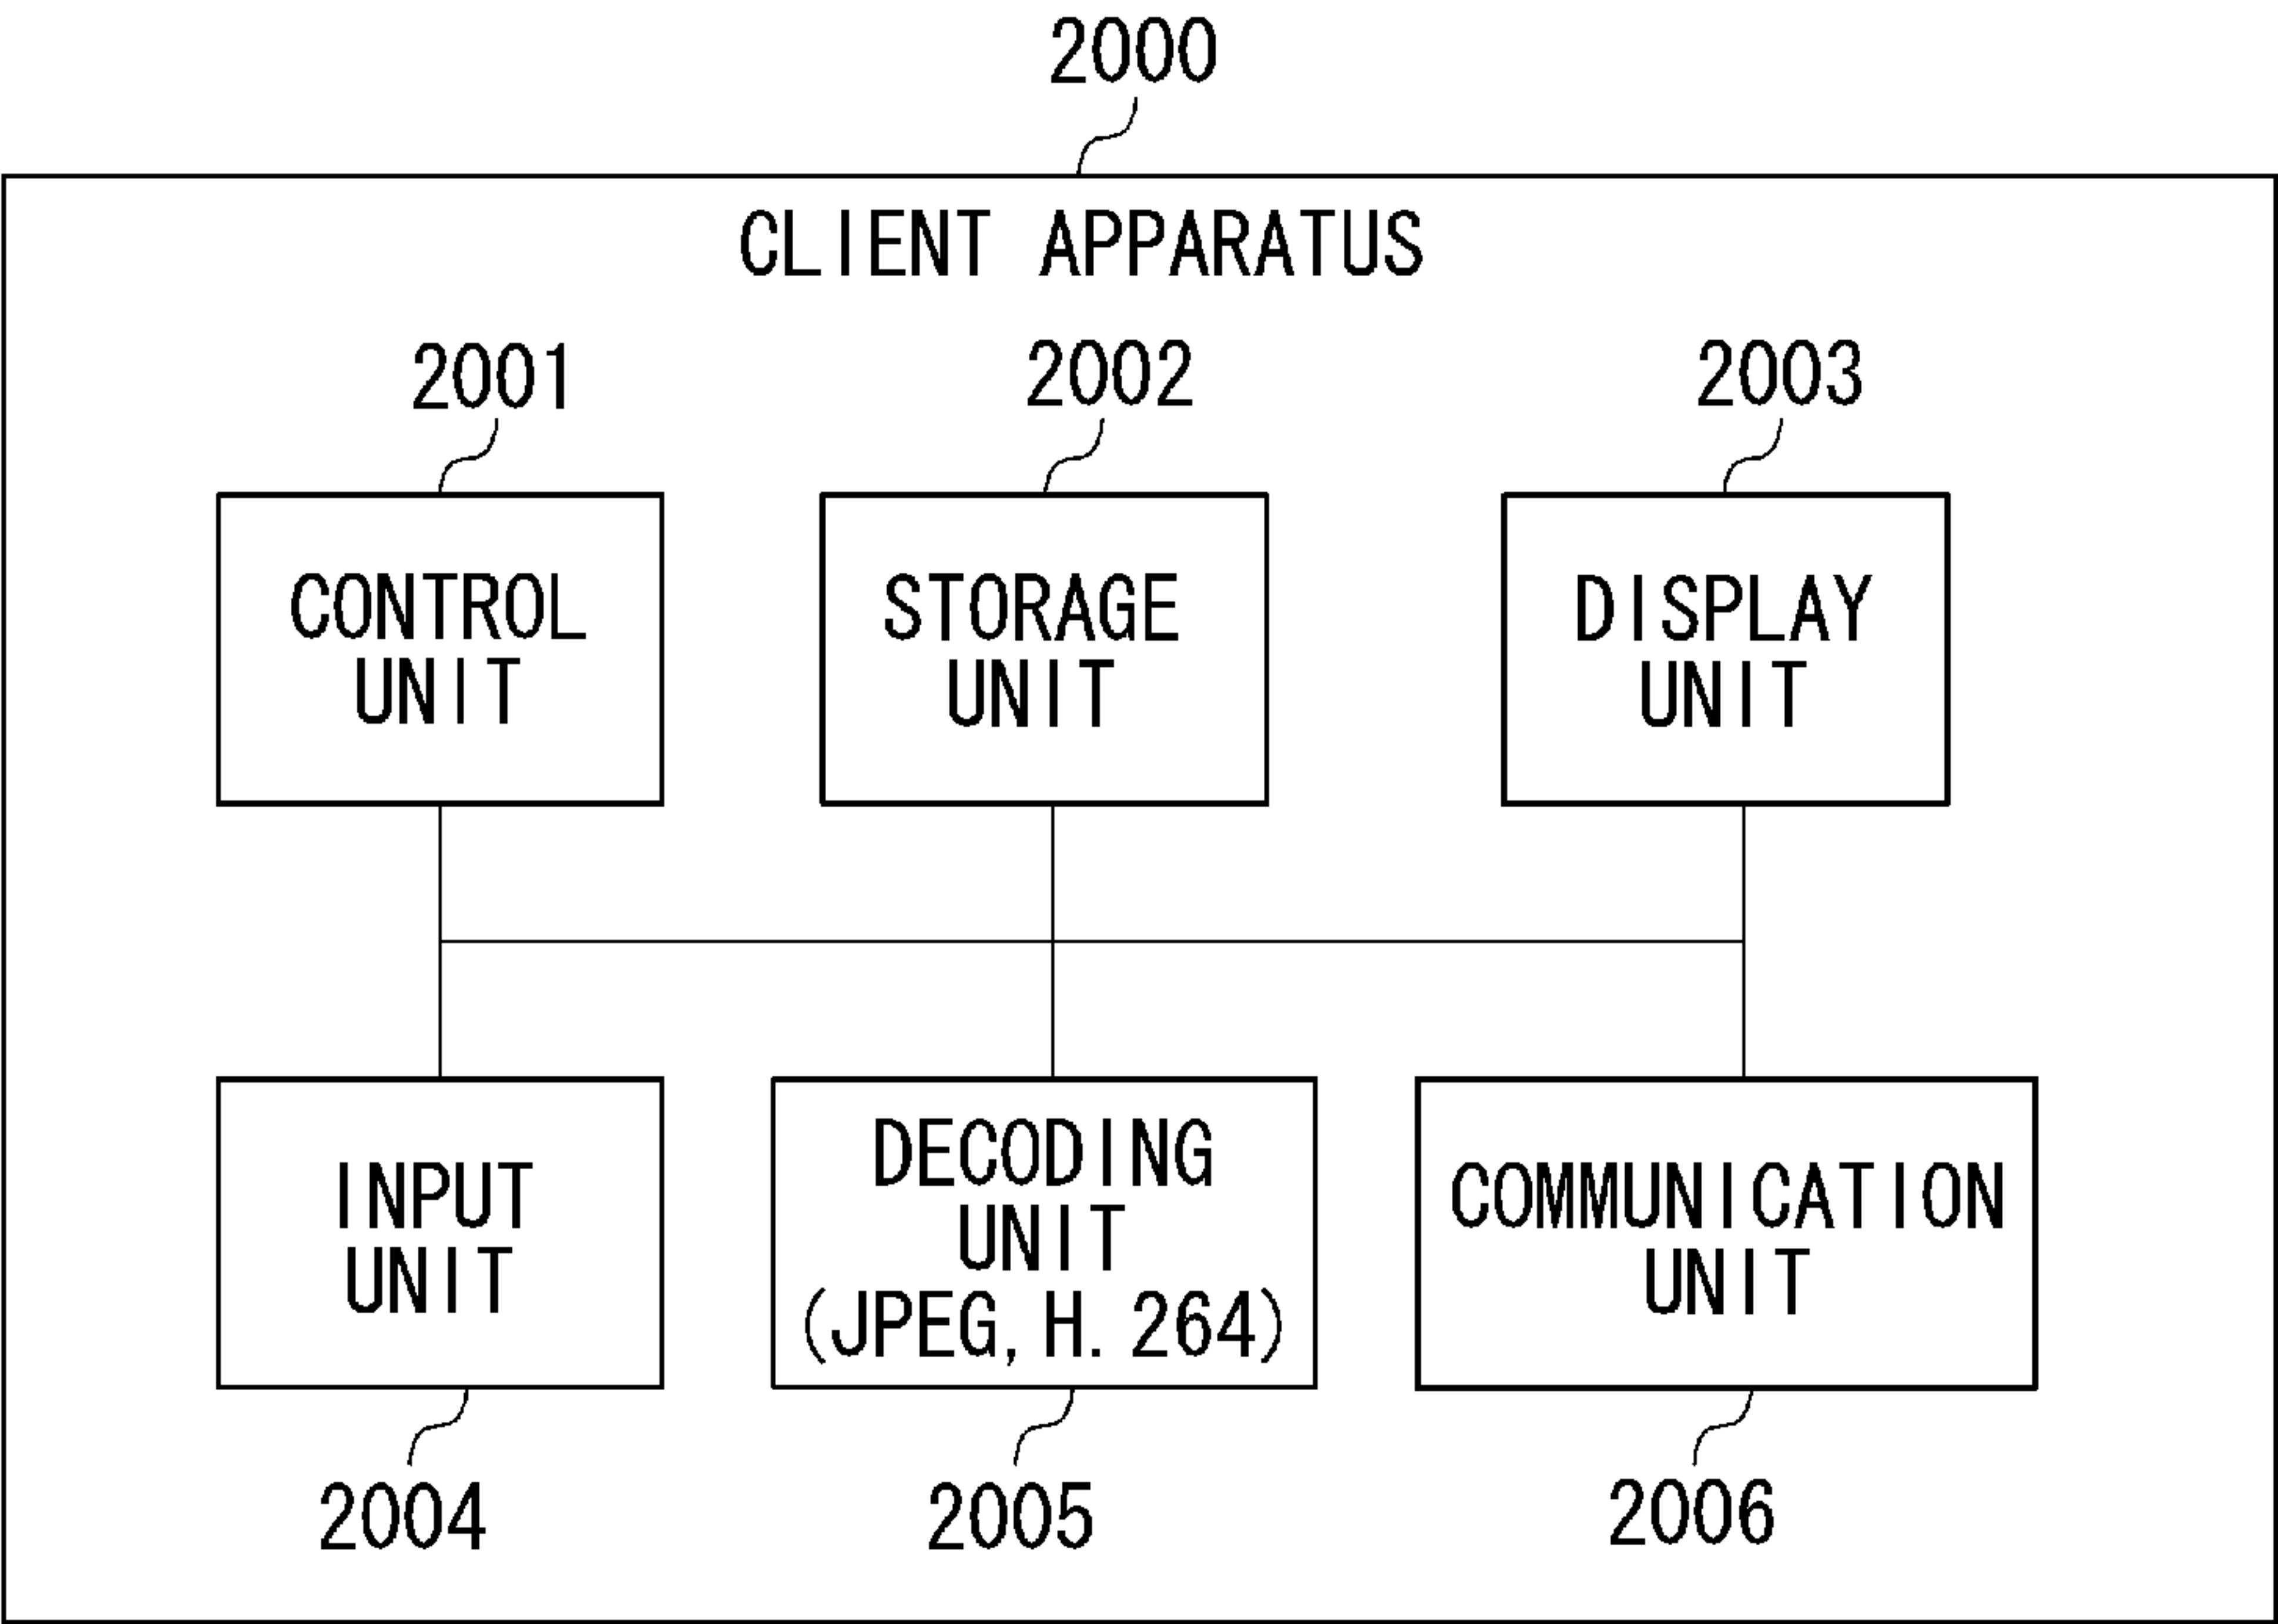 2000
CLIENT APPARATUS
2001
2002
2003
CONTROL
UNIT
STORAGE
UNIT
DISPLAY
UNIT
INPUT
UNIT
DECODING
UNIT
(JPEG, H. 264)
COMMUNICATION
UNIT
2004
2005
2006